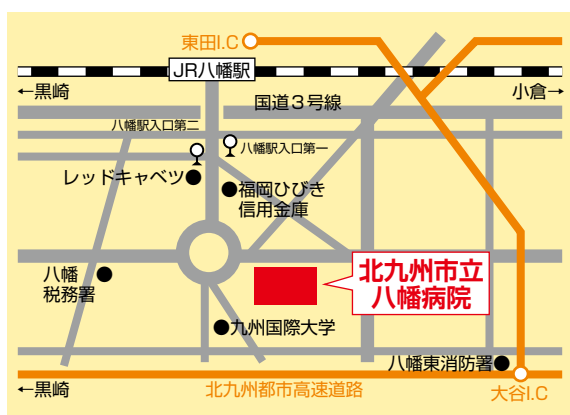 東田I.C
JR八幡駅
←黒崎
小倉→
国道3号線
八幡駅入口第二
八幡駅入口第一
レッドキャベツ
福岡ひびき
信用金庫
八幡
税務署
北九州市立
八幡病院
九州国際大学
八幡東消防署
←黒崎
北九州都市高速道路
大谷I.C